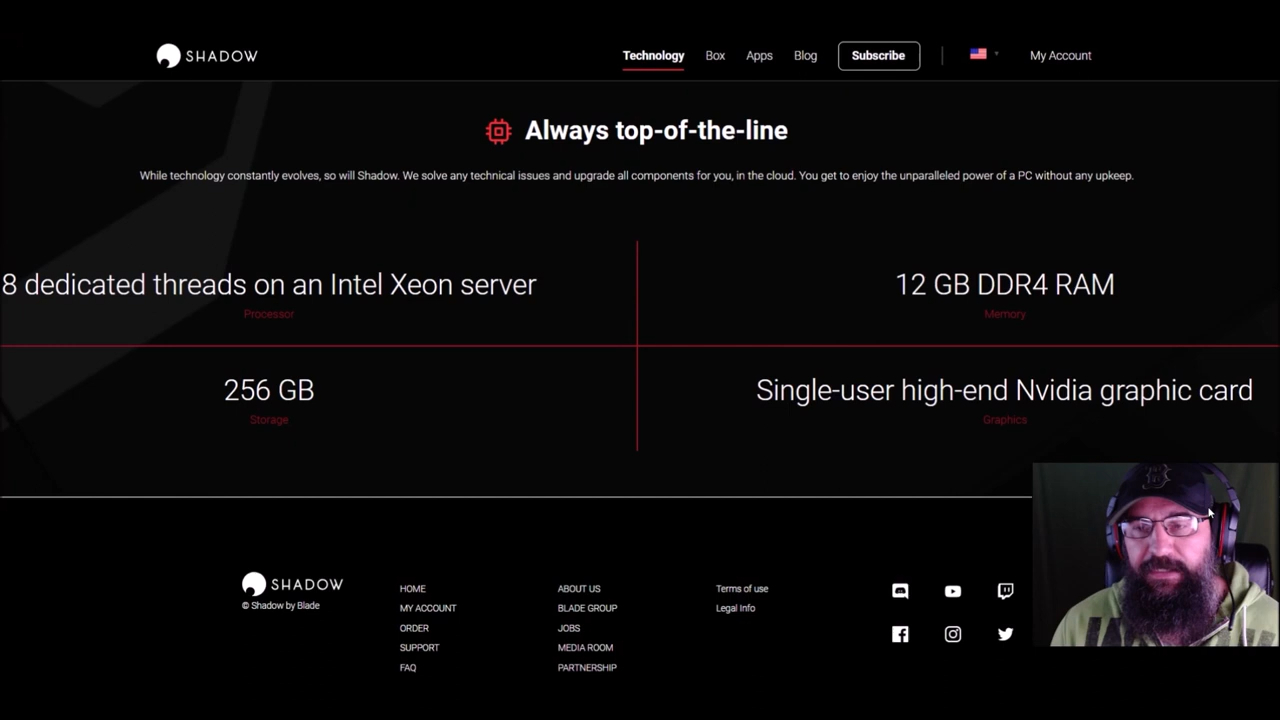 SHADOW
Technology
Box
Apps
Blog
Subscribe
My Account
Always top-of-the-line
While technology constantly evolves, so will Shadow. We solve any technical issues and upgrade all components for you, in the cloud. You get to enjoy the unparalleled power of a PC without any upkeep.
8 dedicated threads on an Intel Xeon server
Processor
12 GB DDR4 RAM
Memory
256 GB
Storage
Single-user high-end Nvidia graphic card
Graphics
SHADOW
© Shadow by Blade
HOME
MY ACCOUNT
ORDER
SUPPORT
FAQ
ABOUT US
BLADE GROUP
JOBS
MEDIA ROOM
PARTNERSHIP
Terms of use
Legal Info